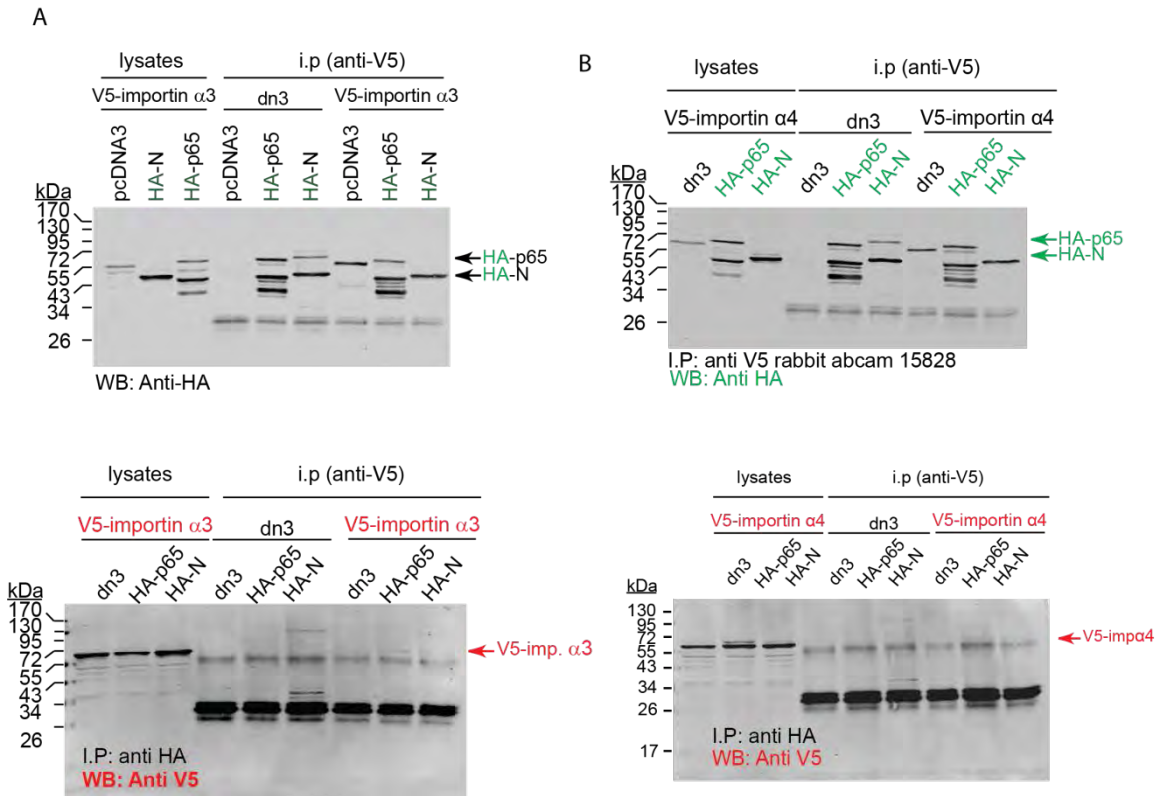 A
lysates
i.p (anti-V5)
V5-importin α3
dn3
V5-importin α3
pcDNA3
HA-N
HA-p65
pcDNA3
HA-p65
HA-N
pcDNA3
HA-p65
HA-N
kDa
170
130
95
72
55
43
34
26
HA-p65
HA-N
WB: Anti-HA
B
lysates
i.p (anti-V5)
V5-importin α4
dn3
V5-importin α4
dn3
HA-p65
HA-N
dn3
HA-p65
HA-N
dn3
HA-p65
HA-N
kDa
170
130
95
72
55
43
34
26
HA-p65
HA-N
I.P: anti V5 rabbit abcam 15828
WB: Anti HA
lysates
i.p (anti-V5)
V5-importin α3
dn3
V5-importin α3
dn3
HA-p65
HA-N
dn3
HA-p65
HA-N
dn3
HA-p65
HA-N
kDa
170
130
95
72
55
43
34
26
V5-imp. α3
I.P: anti HA
WB: Anti V5
lysates
i.p (anti-V5)
V5-importin α4
dn3
V5-importin α4
dn3
HA-p65
HA-N
dn3
HA-p65
HA-N
dn3
HA-p65
HA-N
kDa
130
95
72
55
43
34
26
17
V5-impα4
I.P: anti HA
WB: Anti V5